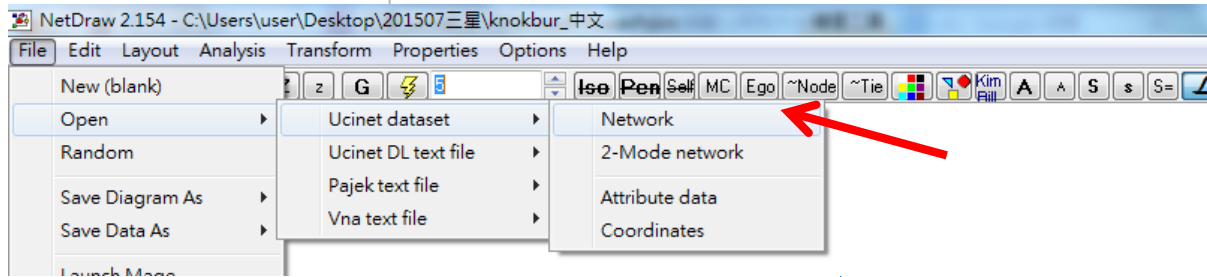 NetDraw 2.154 - C:\Users\user\Desktop\201507三星\knokbur_中文
File Edit Layout Analysis Transform Properties Options Help
z G 5 Iso Pen Self MC Ego ~Node ~Tie Kim Bill A A S s S=
New (blank)
Open Ucinet dataset Network
Random Ucinet DL text file 2-Mode network
Pajek text file
Save Diagram As Attribute data
Vna text file
Save Data As Coordinates
Launch Mage